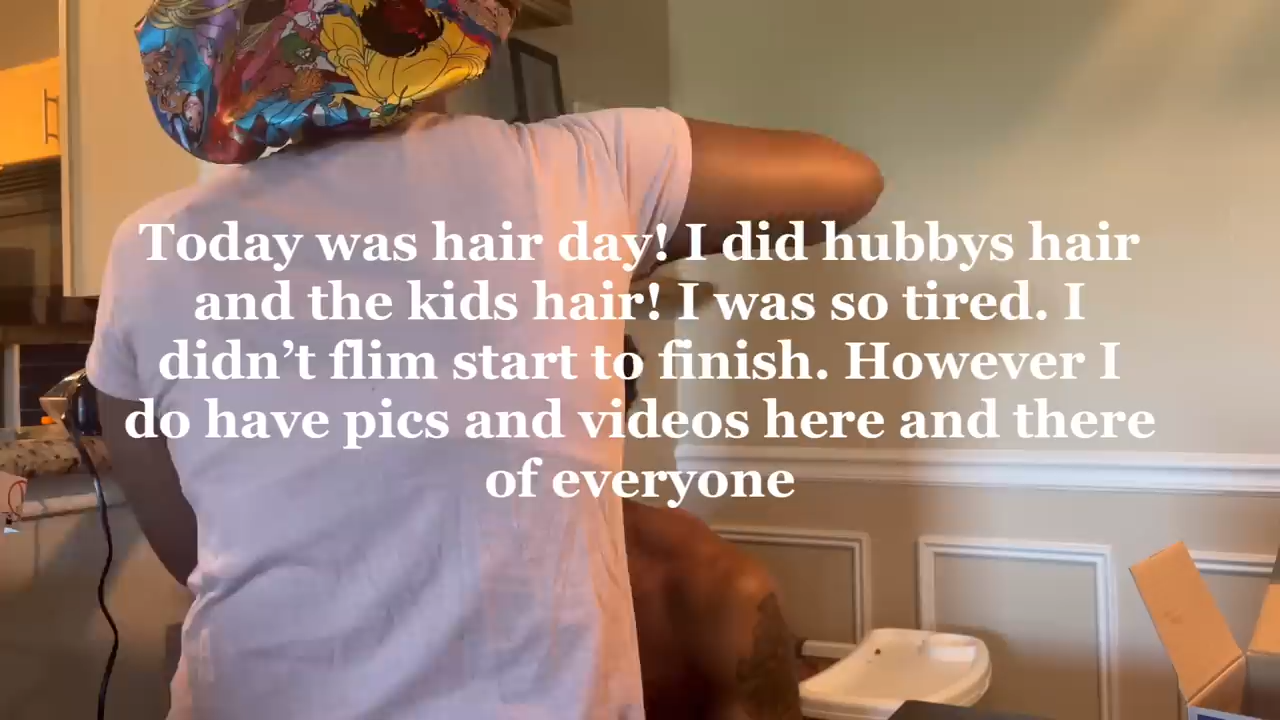 Today was hair day! I did hubbys hair
and the kids hair! I was so tired. I
didn’t flim start to finish. However I
do have pics and videos here and there
of everyone